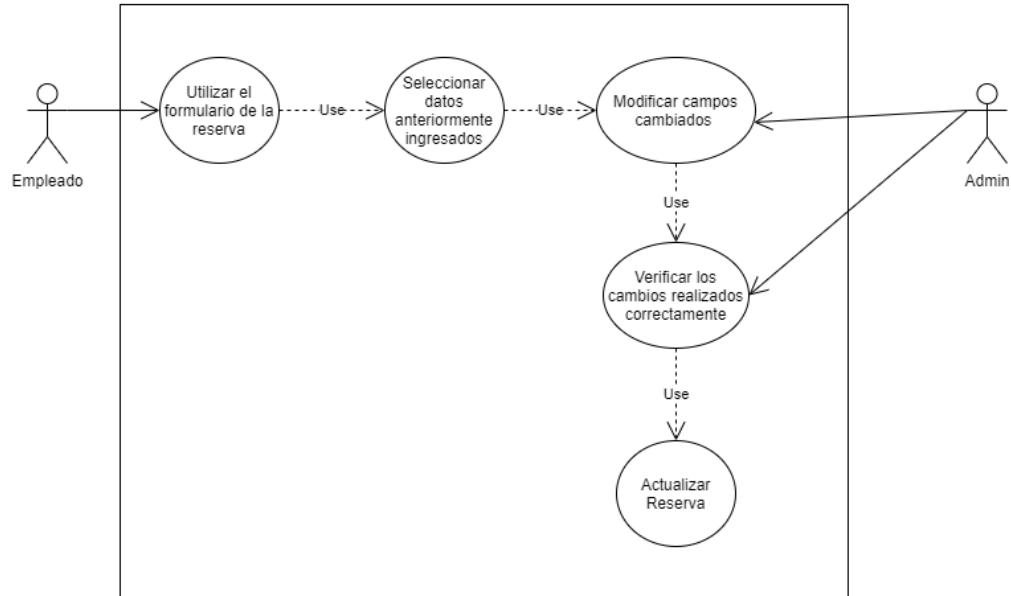 Utilizar el
formulario de la
reserva
Use
Seleccionar
datos
anteriormente
ingresados
Use
Modificar campos
cambiados
Empleado
Admin
Use
Verificar los
cambios realizados
correctamente
Use
Actualizar
Reserva